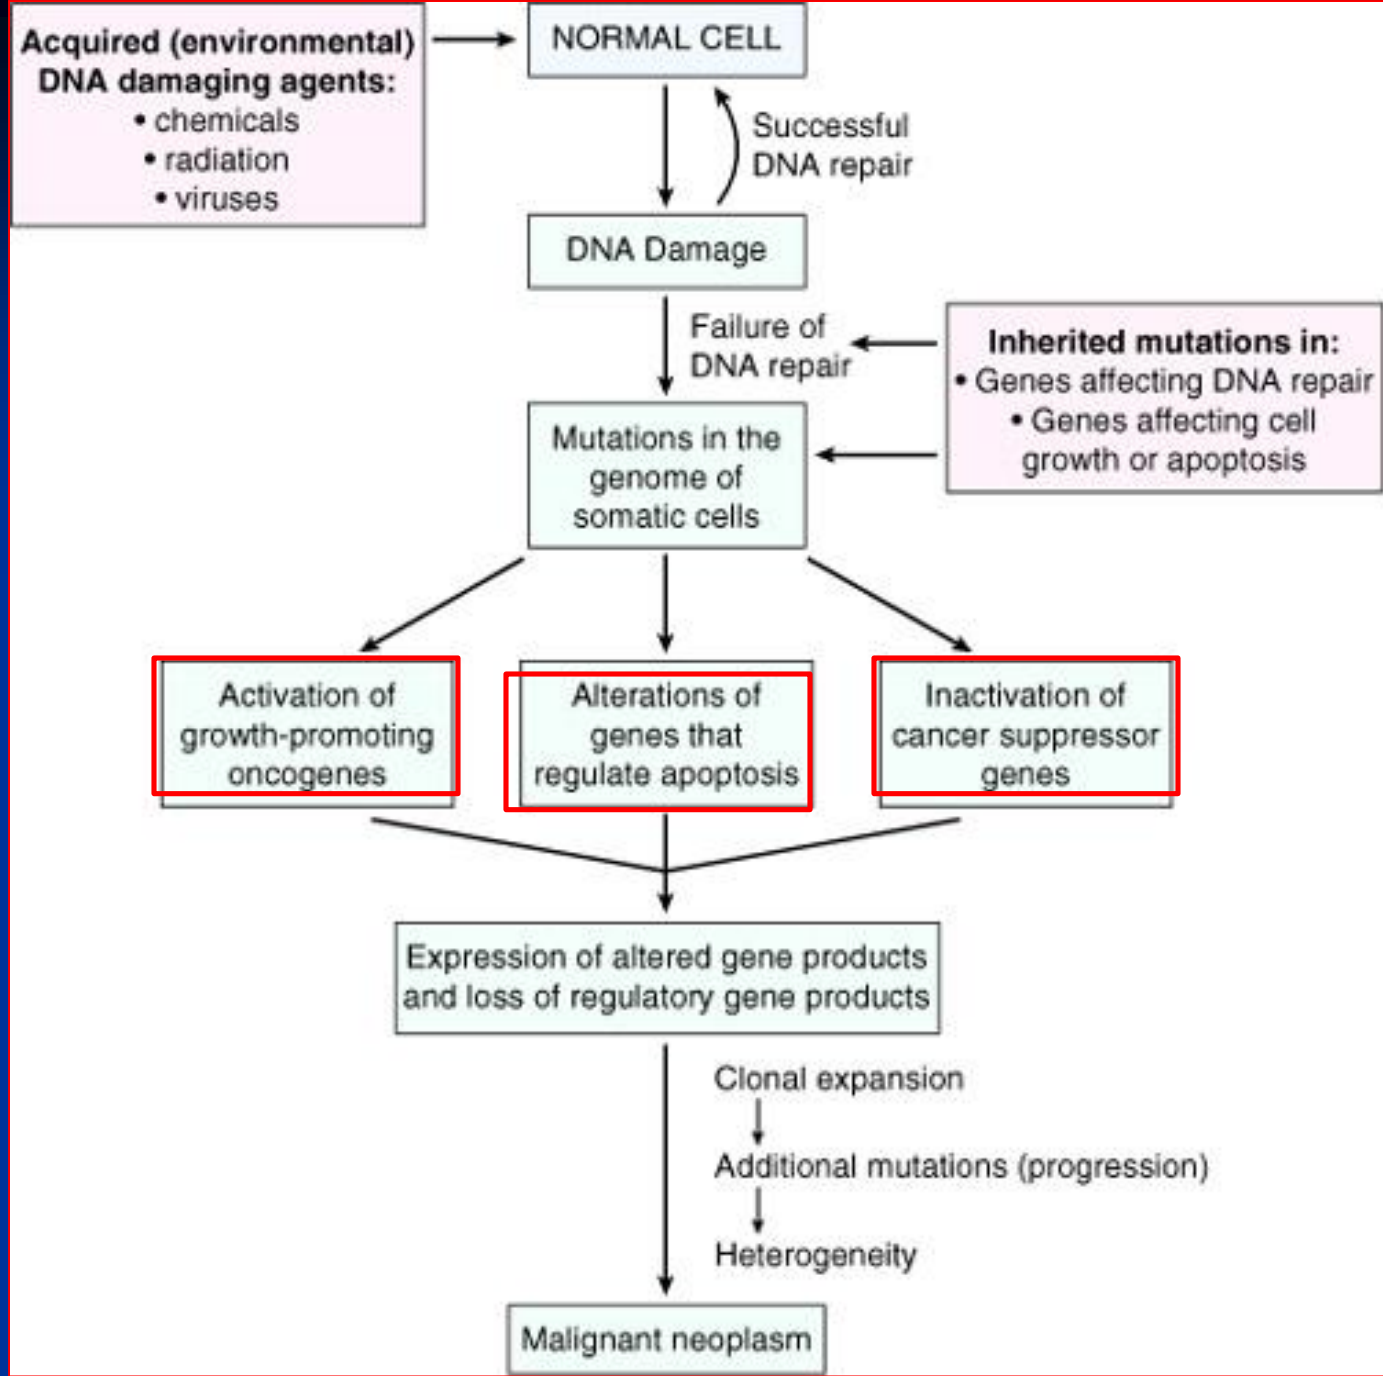 Acquired (environmental)
DNA damaging agents:
• chemicals
• radiation
• viruses
NORMAL CELL
Successful
DNA repair
DNA Damage
Failure of
DNA repair
Inherited mutations in:
• Genes affecting DNA repair
• Genes affecting cell
growth or apoptosis
Mutations in the
genome of
somatic cells
Activation of
growth-promoting
oncogenes
Alterations of
genes that
regulate apoptosis
Inactivation of
cancer suppressor
genes
Expression of altered gene products
and loss of regulatory gene products
Clonal expansion
Additional mutations (progression)
Heterogeneity
Malignant neoplasm